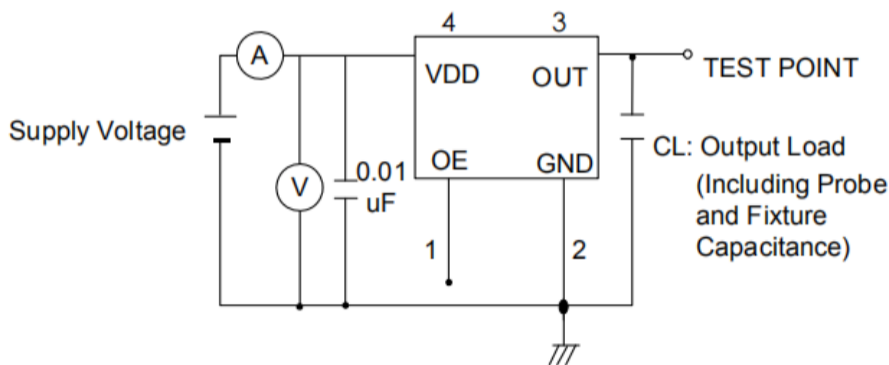 4 3
A
VDD OUT
TEST POINT
Supply Voltage
V
0.01
uF
OE GND
CL: Output Load
(Including Probe
and Fixture
Capacitance)
1 2